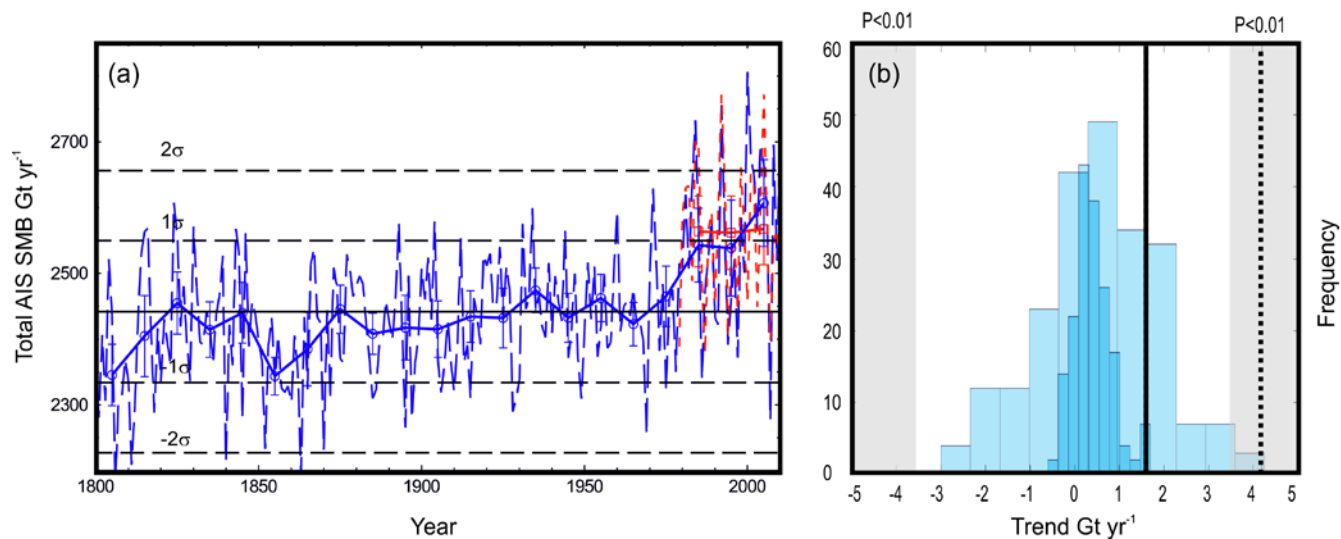 (a)
Total AIS SMB Gt yr-1
2700
2500
2300
2σ
1σ
-1σ
-2σ
1800 1850 1900 1950 2000
Year
P<0.01 P<0.01
(b)
60
50
40
30
20
10
0
-5 -4 -3 -2 -1 0 1 2 3 4 5
Trend Gt yr-1
Frequency